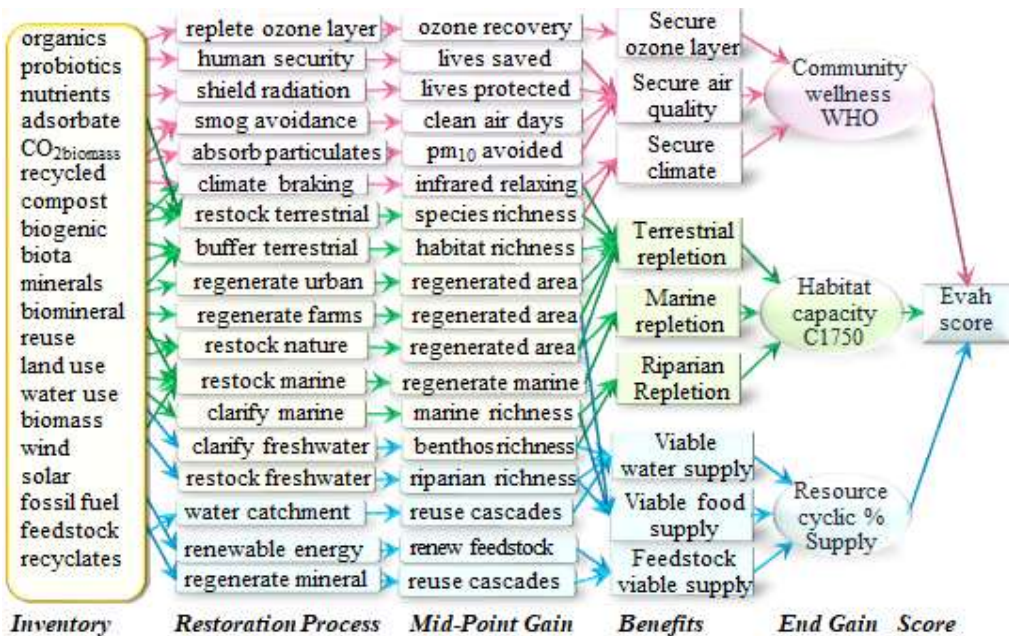 organics
probiotics
nutrients
adsorbate
CO2biomass
recycled
compost
biogenic
biota
minerals
biomineral
reuse
land use
water use
biomass
wind
solar
fossil fuel
feedstock
recyclates
replete ozone layer
human security
shield radiation
smog avoidance
absorb particulates
climate braking
restock terrestrial
buffer terrestrial
regenerate urban
regenerate farms
restock nature
restock marine
clarify marine
clarify freshwater
restock freshwater
water catchment
renewable energy
regenerate mineral
ozone recovery
lives saved
lives protected
clean air days
pm10 avoided
infrared relaxing
species richness
habitat richness
regenerated area
regenerated area
regenerated area
regenerate marine
marine richness
benthos richness
riparian richness
reuse cascades
renew feedstock
reuse cascades
Secure
ozone layer
Secure air
quality
Secure
climate
Terrestrial
repletion
Marine
repletion
Riparian
Repletion
Viable
water supply
Viable food
supply
Feedstock
viable supply
Community
wellness
WHO
Habitat
capacity
C1750
Resource
cyclic %
Supply
Evah
score
Inventory Restoration Process Mid-Point Gain Benefits End Gain Score